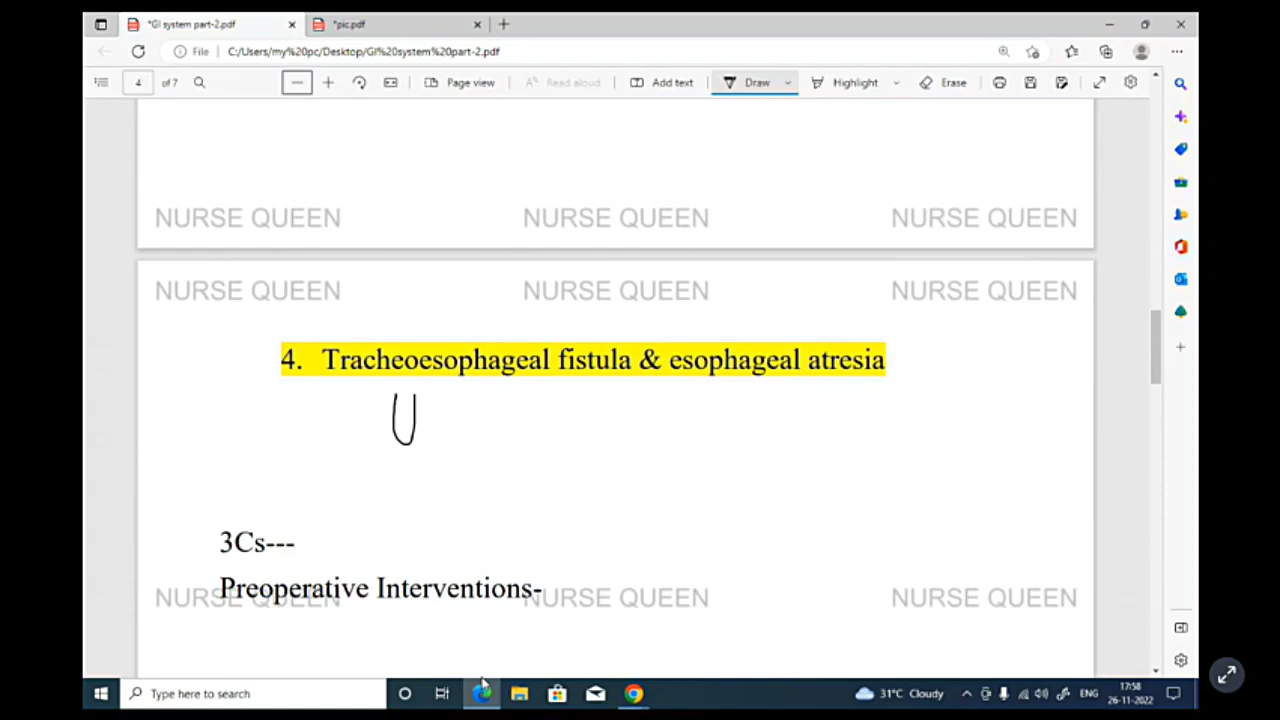 *GI system part-2.pdf
*pic.pdf
File C:/Users/my%20pc/Desktop/GI%20system%20part-2.pdf
4 of 7 Page view Read aloud Add text Draw Highlight Erase
NURSE QUEEN NURSE QUEEN NURSE QUEEN
NURSE QUEEN NURSE QUEEN NURSE QUEEN
4. Tracheoesophageal fistula & esophageal atresia
3Cs---
Preoperative Interventions-
NURSE QUEEN NURSE QUEEN NURSE QUEEN
Type here to search 31°C Cloudy ENG 17:58
26-11-2022